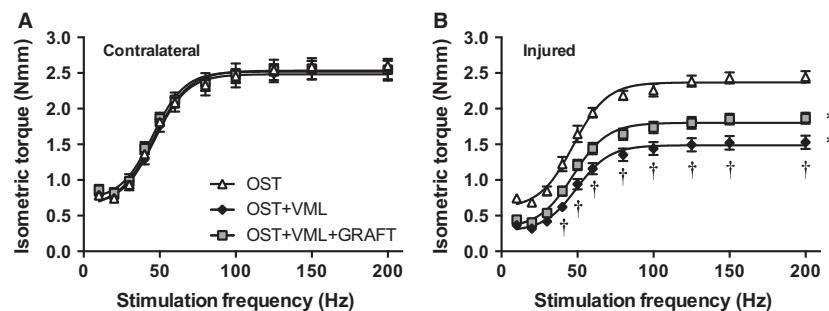 A
Contralateral
Isometric torque (Nmm)
3.0
2.5
2.0
1.5
1.0
0.5
0.0
OST
OST+VML
OST+VML+GRAFT
0
50
100
150
200
Stimulation frequency (Hz)
B
Injured
Isometric torque (Nmm)
3.0
2.5
2.0
1.5
1.0
0.5
0.0
*
*
† † † † † † † †
0
50
100
150
200
Stimulation frequency (Hz)